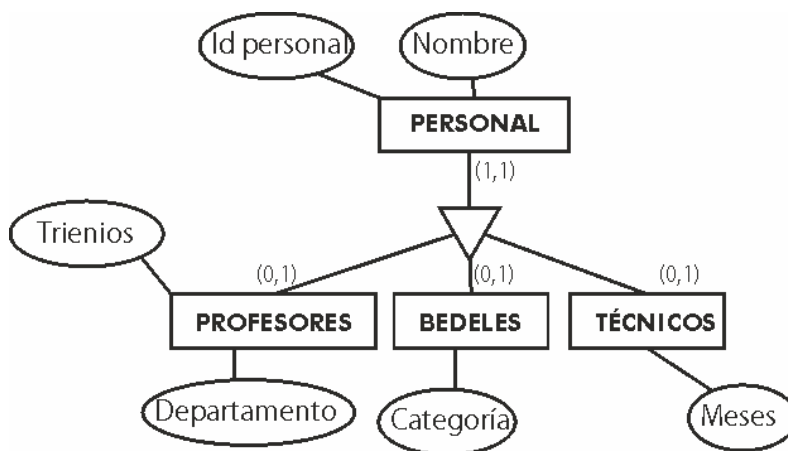 Id personal
Nombre
PERSONAL
(1,1)
Trienios
(0,1)
(0,1)
(0,1)
PROFESORES
BEDELES
TÉCNICOS
Departamento
Categoría
Meses